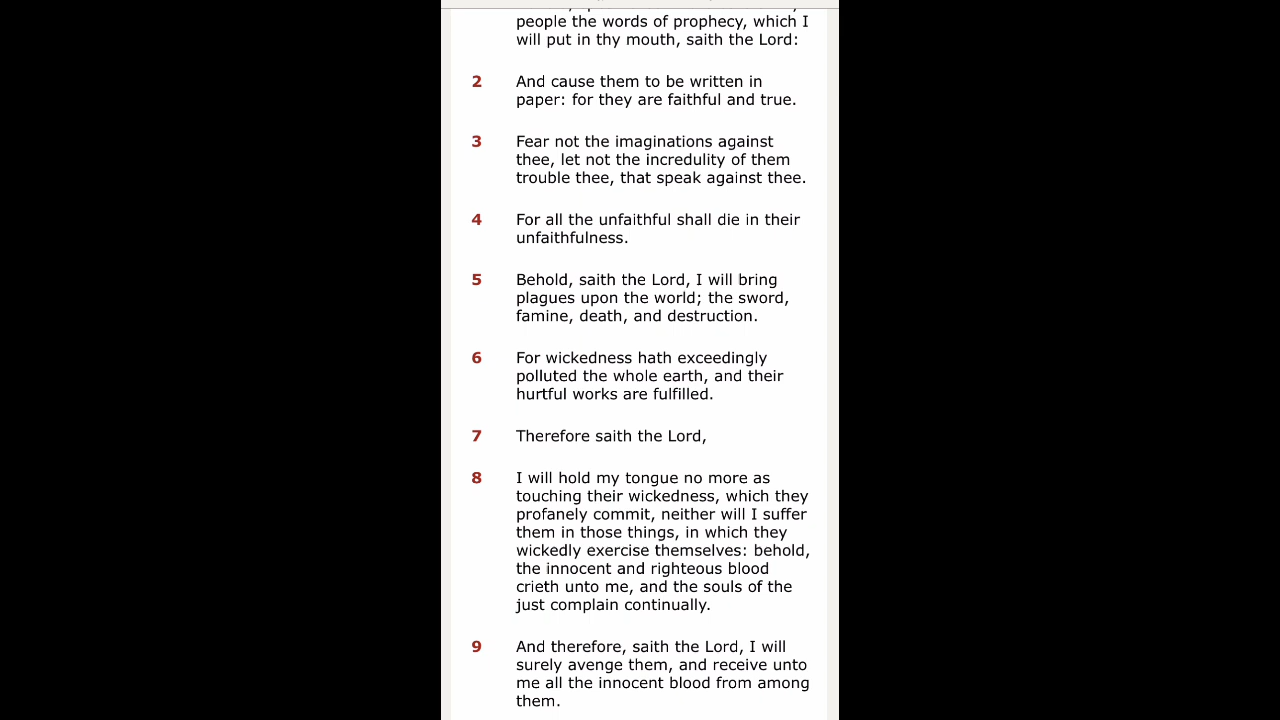 people the words of prophecy, which I
will put in thy mouth, saith the Lord:
2 And cause them to be written in
paper: for they are faithful and true.
3 Fear not the imaginations against
thee, let not the incredulity of them
trouble thee, that speak against thee.
4 For all the unfaithful shall die in their
unfaithfulness.
5 Behold, saith the Lord, I will bring
plagues upon the world; the sword,
famine, death, and destruction.
6 For wickedness hath exceedingly
polluted the whole earth, and their
hurtful works are fulfilled.
7 Therefore saith the Lord,
8 I will hold my tongue no more as
touching their wickedness, which they
profanely commit, neither will I suffer
them in those things, in which they
wickedly exercise themselves: behold,
the innocent and righteous blood
crieth unto me, and the souls of the
just complain continually.
9 And therefore, saith the Lord, I will
surely avenge them, and receive unto
me all the innocent blood from among
them.